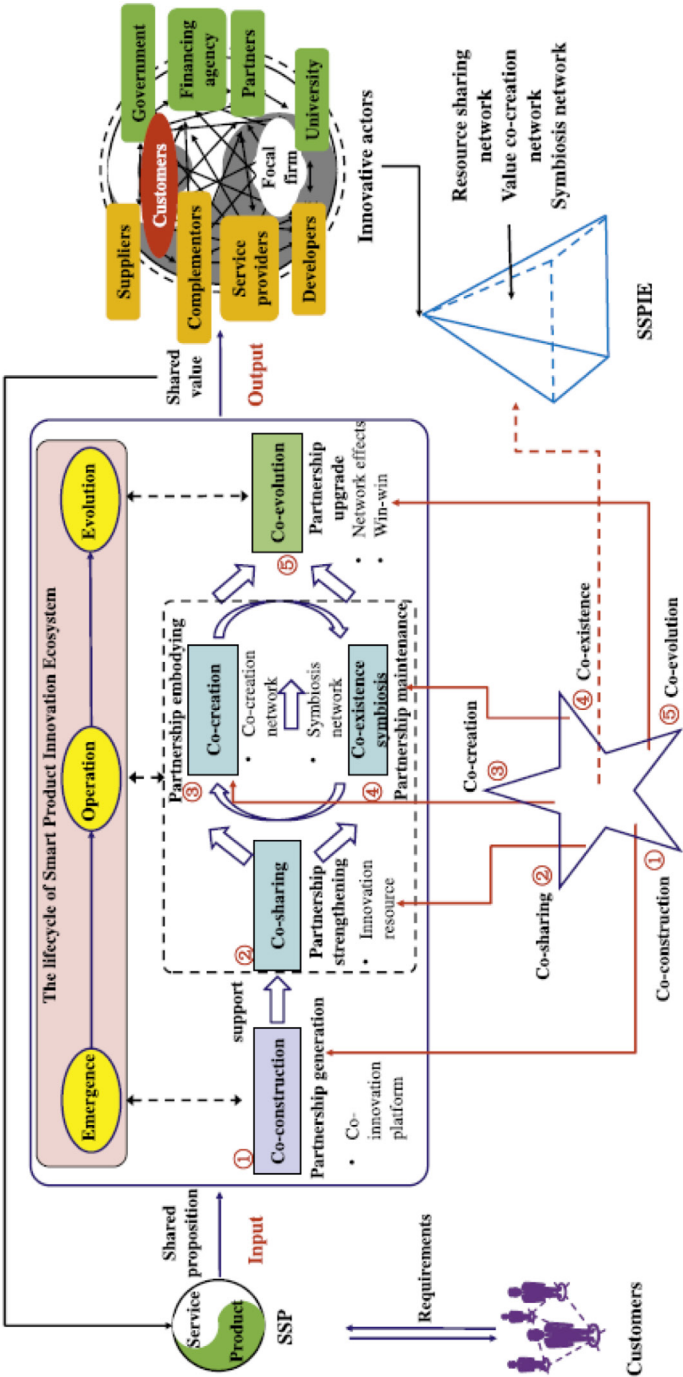 The lifecycle of Smart Product Innovation Ecosystem
Emergence
Operation
Evolution
Service
Product
SSP
Shared
proposition
Input
Requirements
Customers
①
Co-construction
Partnership generation
• Co-
innovation
platform
support
②
Co-sharing
Partnership
strengthening
• Innovation
resource
Partnership embodying
③
Co-creation
• Co-creation
network
• Symbiosis
network
④
Co-existence
symbiosis
Partnership maintenance
⑤
Co-evolution
Partnership
upgrade
• Network effects
• Win-win
Shared
value
Output
Suppliers
Complementors
Service
providers
Developers
Customers
Focal
firm
Government
Financing
agency
Partners
University
Innovative actors
Resource sharing
network
Value co-creation
network
Symbiosis network
SSPIE
Co-creation
③
Co-sharing ②
④ Co-existence
①
Co-construction
⑤ Co-evolution